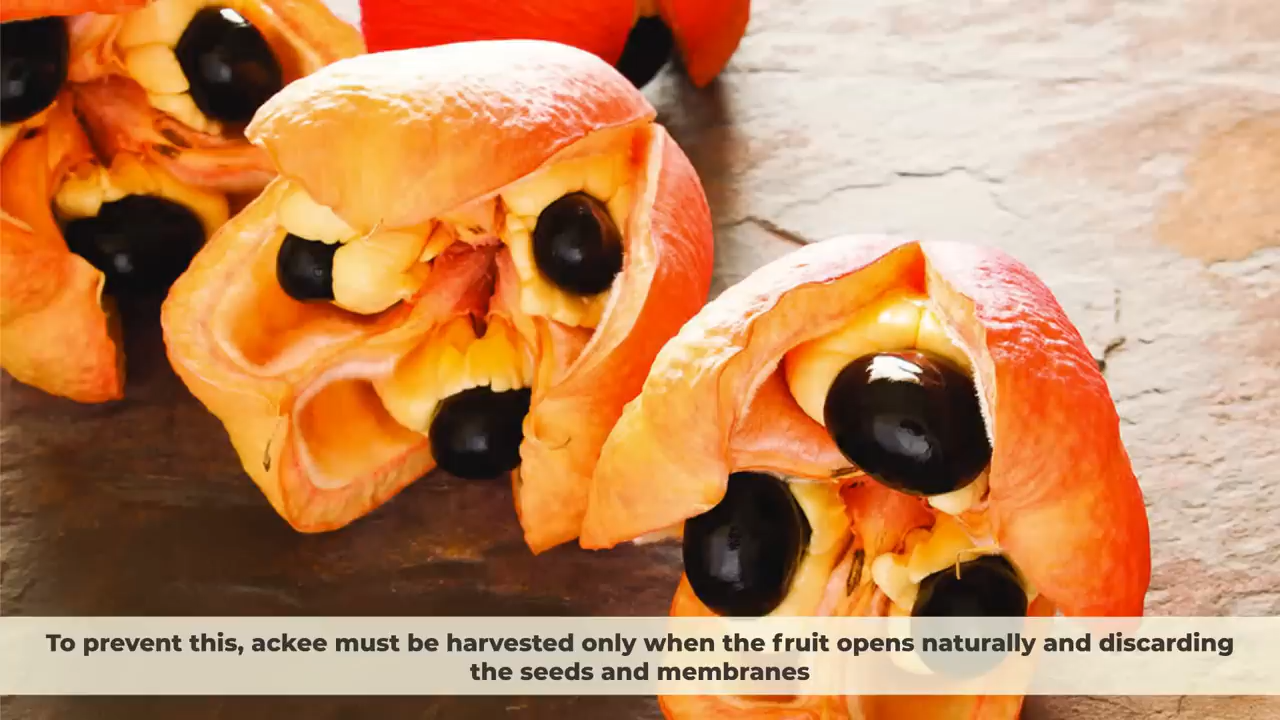 To prevent this, ackee must be harvested only when the fruit opens naturally and discarding
the seeds and membranes